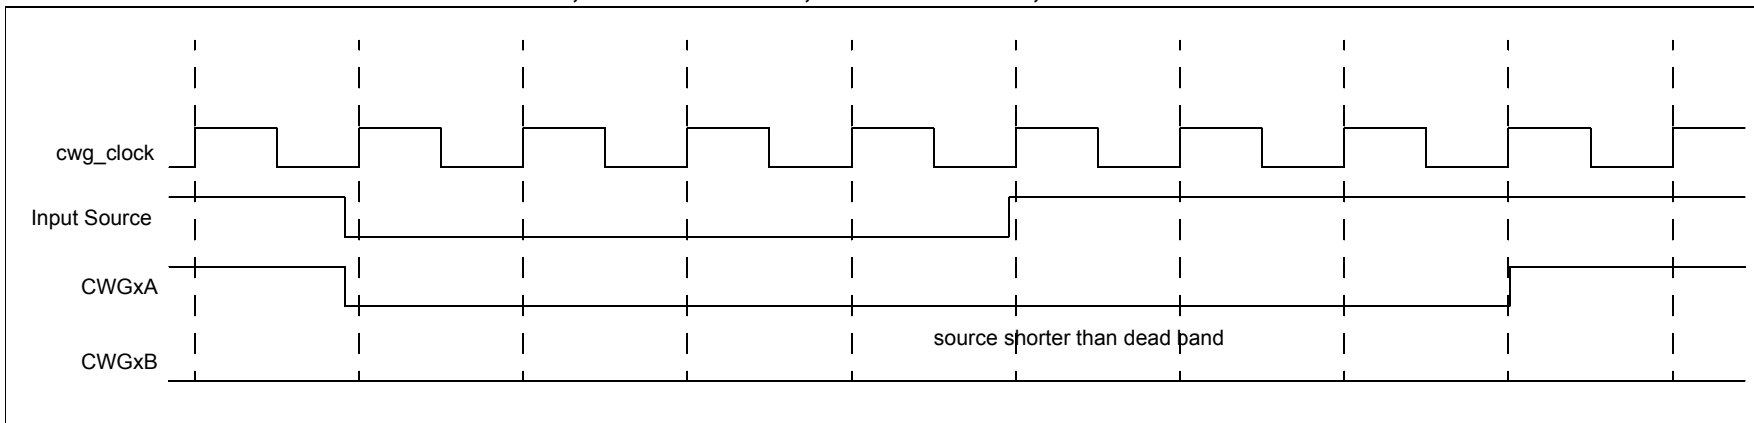 cwg_clock
Input Source
CWGxA
source shorter than dead band
CWGxB